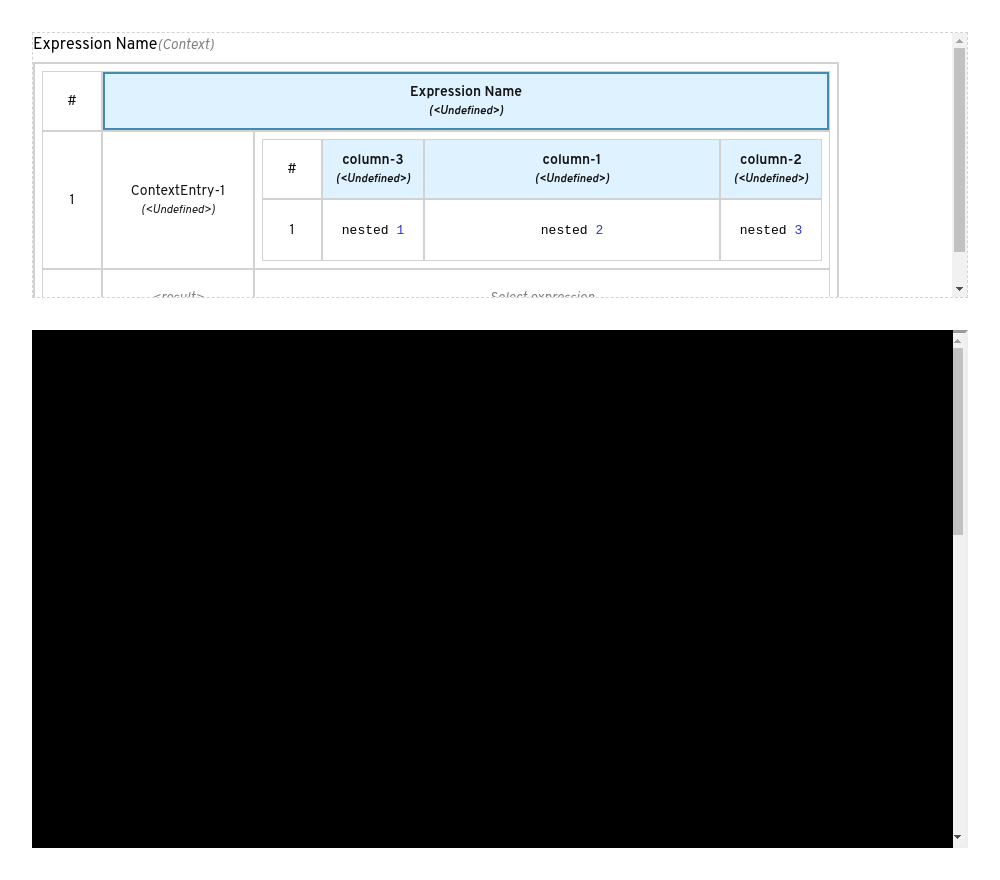 Expression Name(Context)
# Expression Name
(<Undefined>)
# column-3 column-1 column-2
(<Undefined>) (<Undefined>) (<Undefined>)
1 ContextEntry-1
(<Undefined>)
1 nested 1 nested 2 nested 3
<result> Select expression